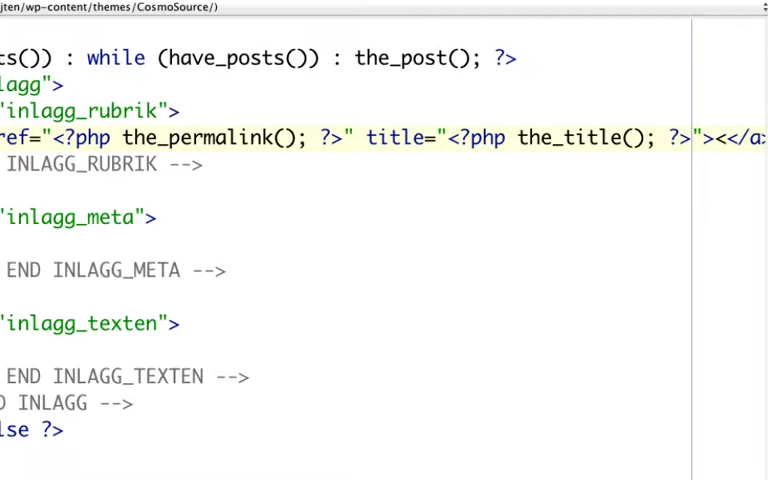 jten/wp-content/themes/CosmoSource/)
ts()) : while (have_posts()) : the_post(); ?>
lagg">
"inlagg_rubrik">
ref="<?php the_permalink(); ?>" title="<?php the_title(); ?>"><</a>
INLAGG_RUBRIK -->
"inlagg_meta">
END INLAGG_META -->
"inlagg_texten">
END INLAGG_TEXTEN -->
D INLAGG -->
lse ?>